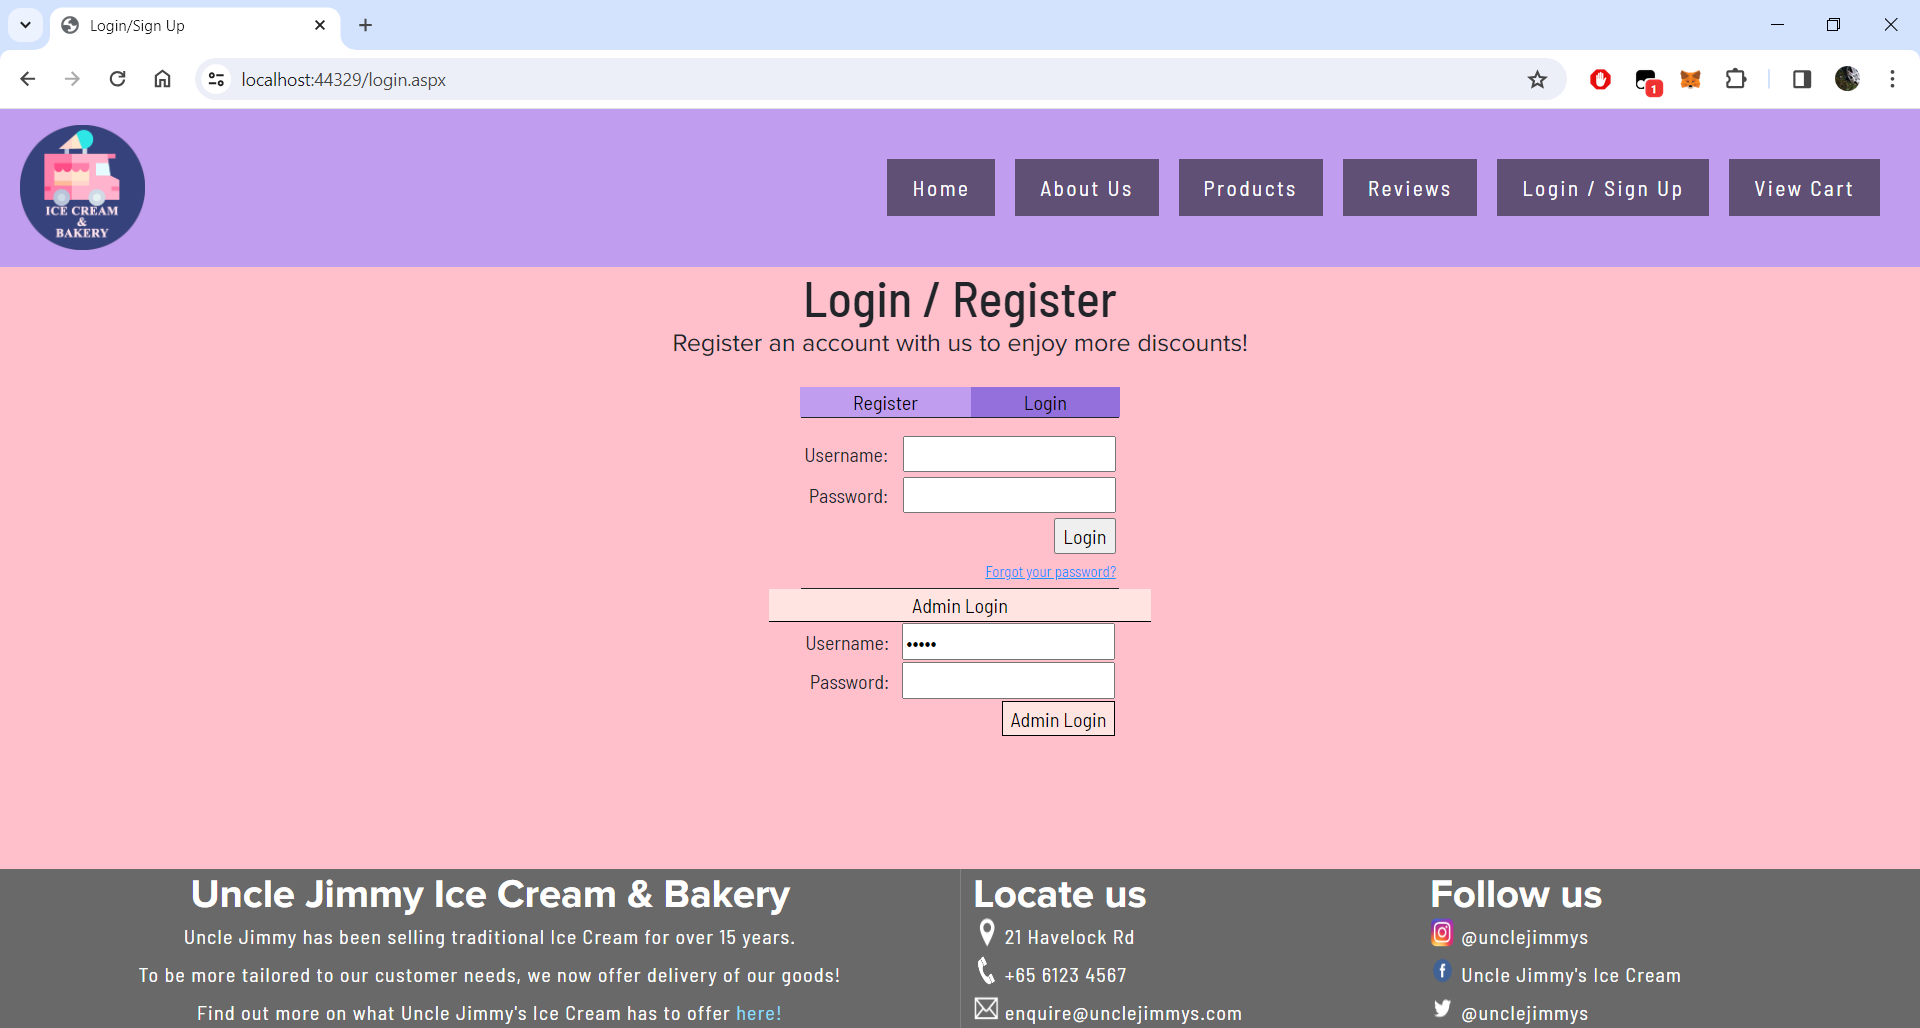 Login/Sign Up
localhost:44329/login.aspx
1
ICE CREAM
&
BAKERY
Home
About Us
Products
Reviews
Login / Sign Up
View Cart
Login / Register
Register an account with us to enjoy more discounts!
Register
Login
Username:
Password:
Login
Forgot your password?
Admin Login
Username: •••••
Password:
Admin Login
Uncle Jimmy Ice Cream & Bakery
Uncle Jimmy has been selling traditional Ice Cream for over 15 years.
To be more tailored to our customer needs, we now offer delivery of our goods!
Find out more on what Uncle Jimmy's Ice Cream has to offer here!
Locate us
21 Havelock Rd
+65 6123 4567
enquire@unclejimmys.com
Follow us
@unclejimmys
Uncle Jimmy's Ice Cream
@unclejimmys